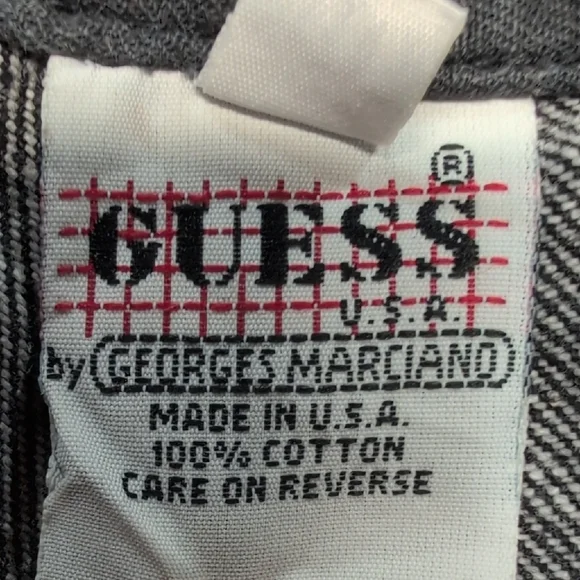 ®
GUESS
U.S.A.
by GEORGES MARCIANO
MADE IN U.S.A.
100% COTTON
CARE ON REVERSE